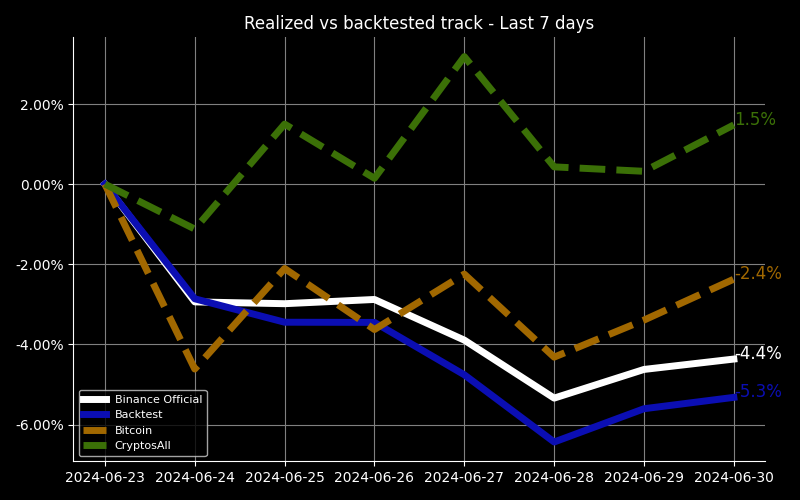 Realized vs backtested track - Last 7 days
2.00%
0.00%
-2.00%
-4.00%
-6.00%
1.5%
-2.4%
-4.4%
-5.3%
Binance Official
Backtest
Bitcoin
CryptosAll
2024-06-23 2024-06-24 2024-06-25 2024-06-26 2024-06-27 2024-06-28 2024-06-29 2024-06-30